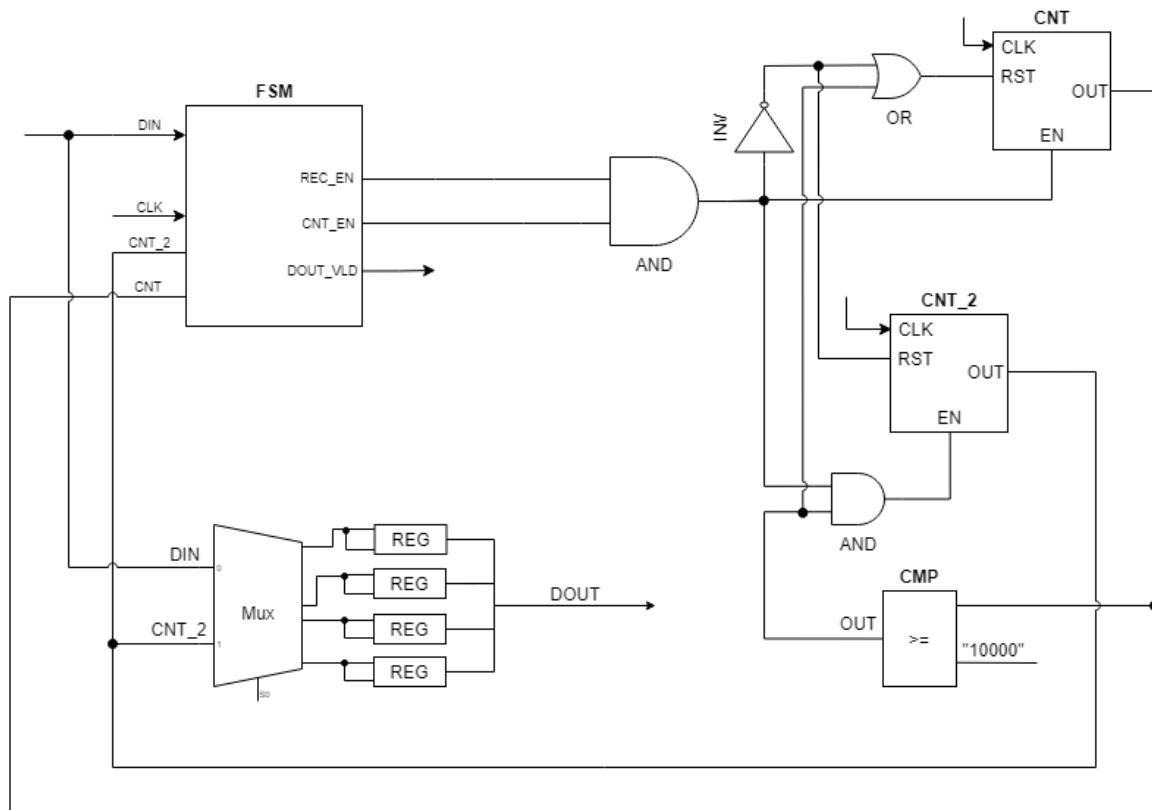 CNT
CLK
RST
OUT
EN
INV
OR
FSM
DIN
CLK
CNT_2
CNT
REC_EN
CNT_EN
DOUT_VLD
AND
CNT_2
CLK
RST
OUT
EN
AND
CMP
OUT
>=
"10000"
DIN
0
CNT_2
1
Mux
S0
REG
REG
REG
REG
DOUT